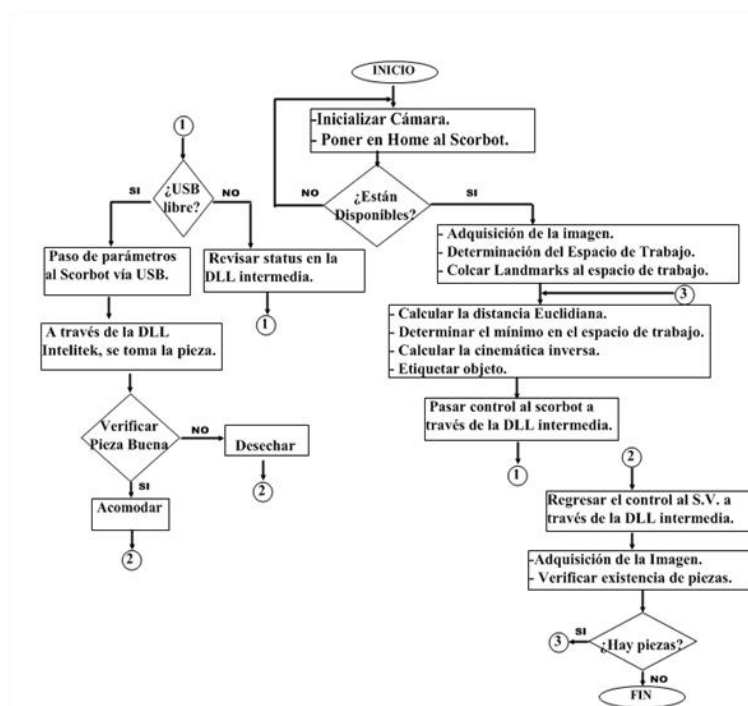 INICIO
-Inicializar Cámara.
- Poner en Home al Scorbot.
¿Están
Disponibles?
NO
SI
- Adquisición de la imagen.
- Determinación del Espacio de Trabajo.
- Colcar Landmarks al espacio de trabajo.
3
- Calcular la distancia Euclidiana.
- Determinar el mínimo en el espacio de trabajo.
- Calcular la cinemática inversa.
- Etiquetar objeto.
Pasar control al scorbot a
través de la DLL intermedia.
1
1
¿USB
libre?
SI
NO
Paso de parámetros
al Scorbot vía USB.
Revisar status en la
DLL intermedia.
1
A través de la DLL
Intelitek, se toma la pieza.
Verificar
Pieza Buena
NO
Desechar
2
SI
Acomodar
2
2
Regresar el control al S.V. a
través de la DLL intermedia.
-Adquisición de la Imagen.
- Verificar existencia de piezas.
¿Hay piezas?
SI
3
NO
FIN